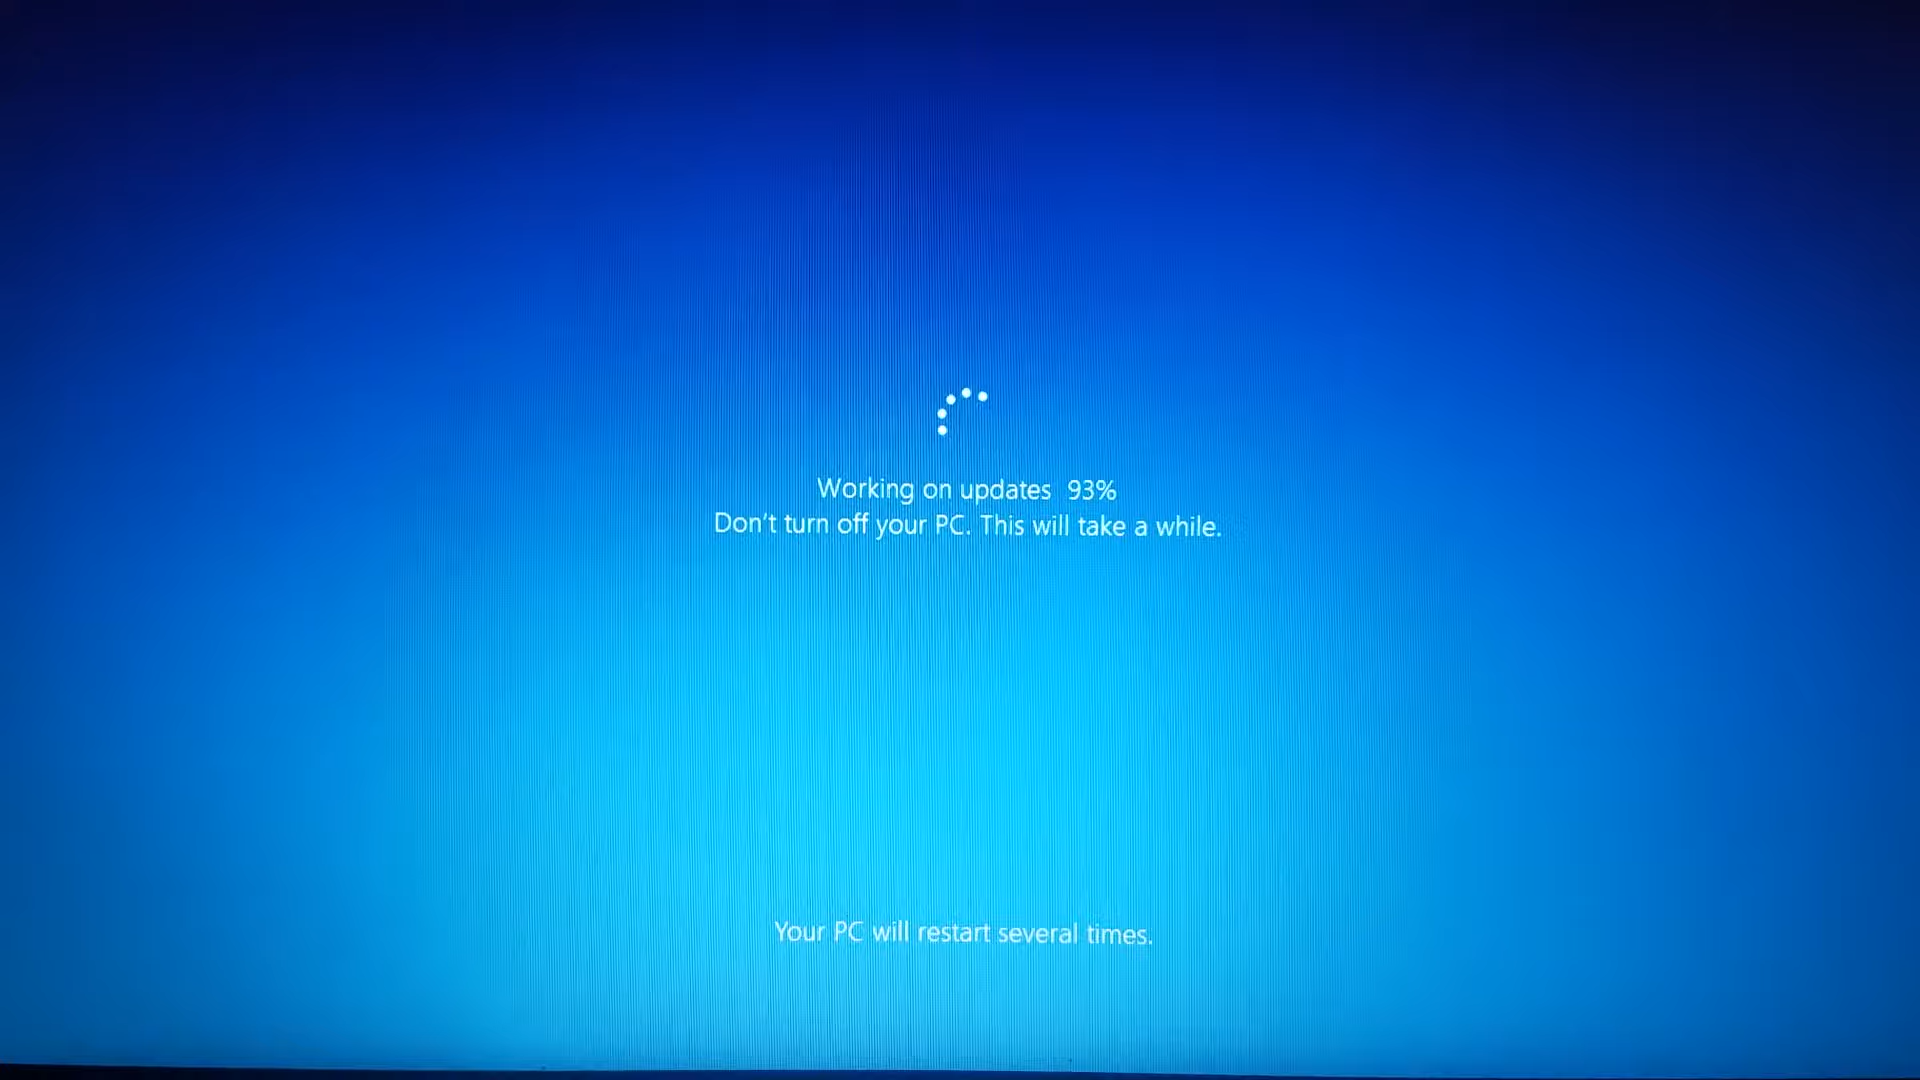 Working on updates  93%
Don't turn off your PC. This will take a while.
Your PC will restart several times.